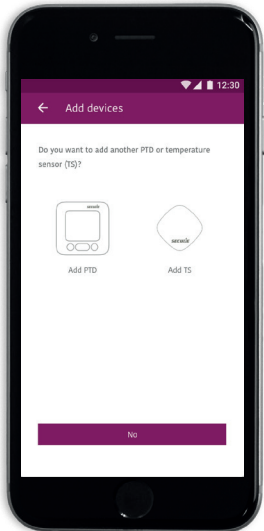 12:30
Add devices
Do you want to add another PTD or temperature
sensor (TS)?
Add PTD
Add TS
No